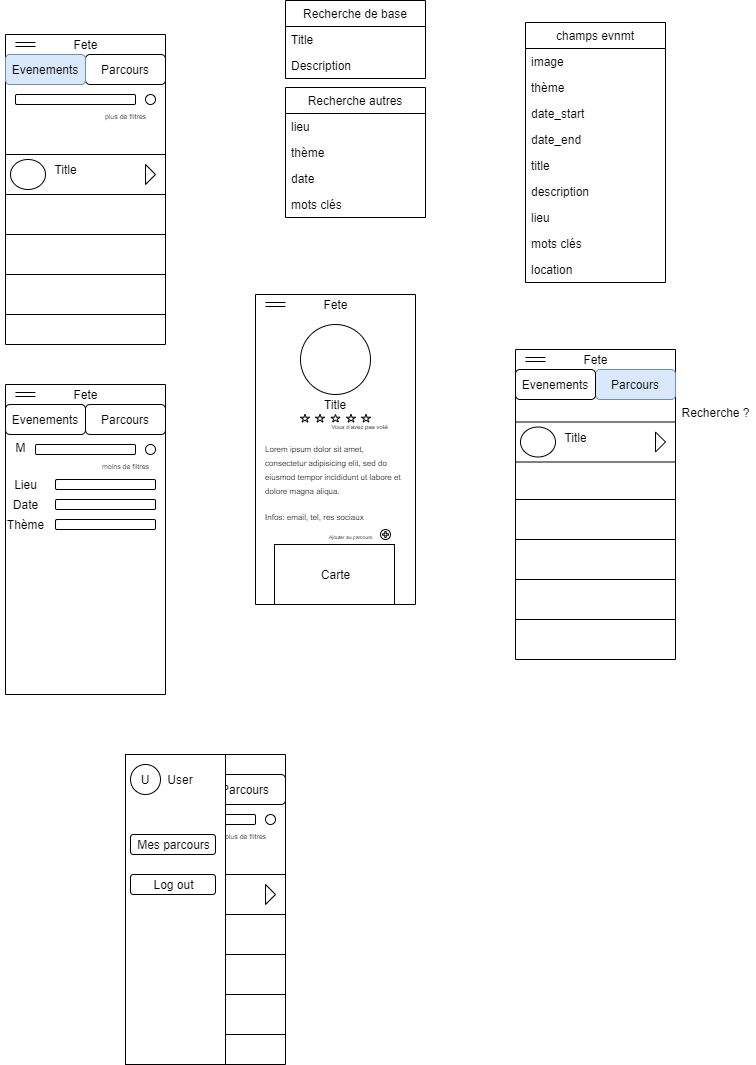 Fete
Evenements
Parcours
plus de filtres
Title
Recherche de base
Title
Description
Recherche autres
lieu
thème
date
mots clés
champs evnmt
image
thème
date_start
date_end
title
description
lieu
mots clés
location
Fete
Evenements
Parcours
M
moins de filtres
Lieu
Date
Thème
Fete
Title
Vous n'avez pas volé
Lorem ipsum dolor sit amet,
consectetur adipisicing elit, sed do
eiusmod tempor incididunt ut labore et
dolore magna aliqua.
Infos: email, tel, res sociaux
Ajouter au parcours
Carte
Fete
Evenements
Parcours
Recherche ?
Title
U
User
Parcours
plus de filtres
Mes parcours
Log out